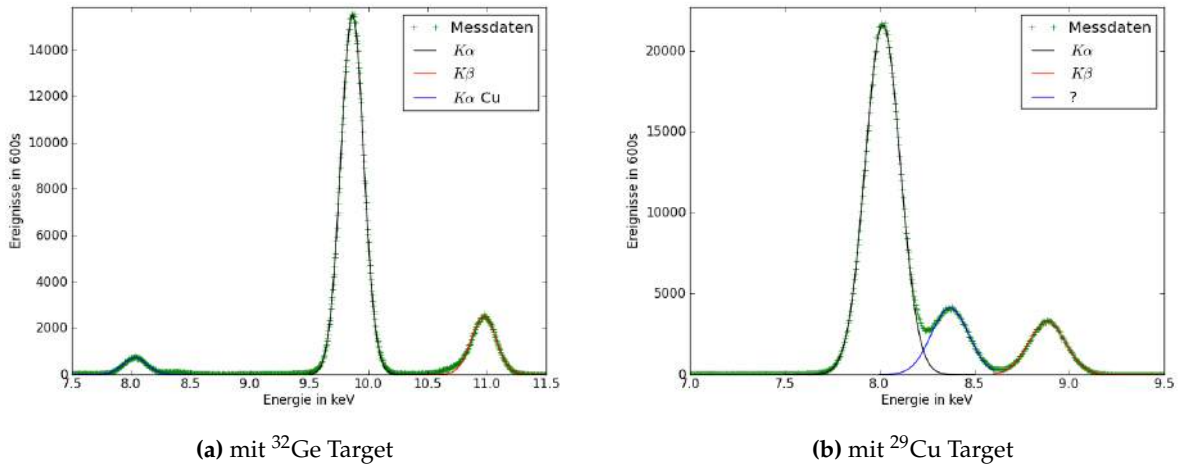 14000
12000
10000
8000
6000
4000
2000
0
Ereignisse in 600s
7.5 8.0 8.5 9.0 9.5 10.0 10.5 11.0 11.5
Energie in keV
Messdaten
Kα
Kβ
Kα Cu
(a) mit ³²Ge Target
20000
15000
10000
5000
0
Ereignisse in 600s
7.0 7.5 8.0 8.5 9.0 9.5
Energie in keV
Messdaten
Kα
Kβ
?
(b) mit ²⁹Cu Target